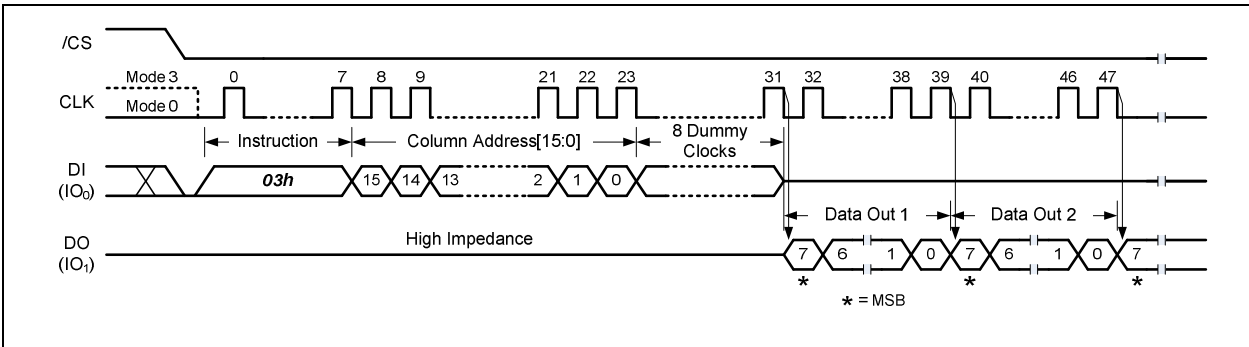 /CS
Mode 3 0 7 8 9 21 22 23 31 32 38 39 40 46 47
CLK Mode 0
Instruction Column Address[15:0] 8 Dummy
Clocks
DI
(IO0) 03h 15 14 13 2 1 0
Data Out 1 Data Out 2
High Impedance
DO
(IO1) 7 6 1 0 7 6 1 0 7
* * *
* = MSB